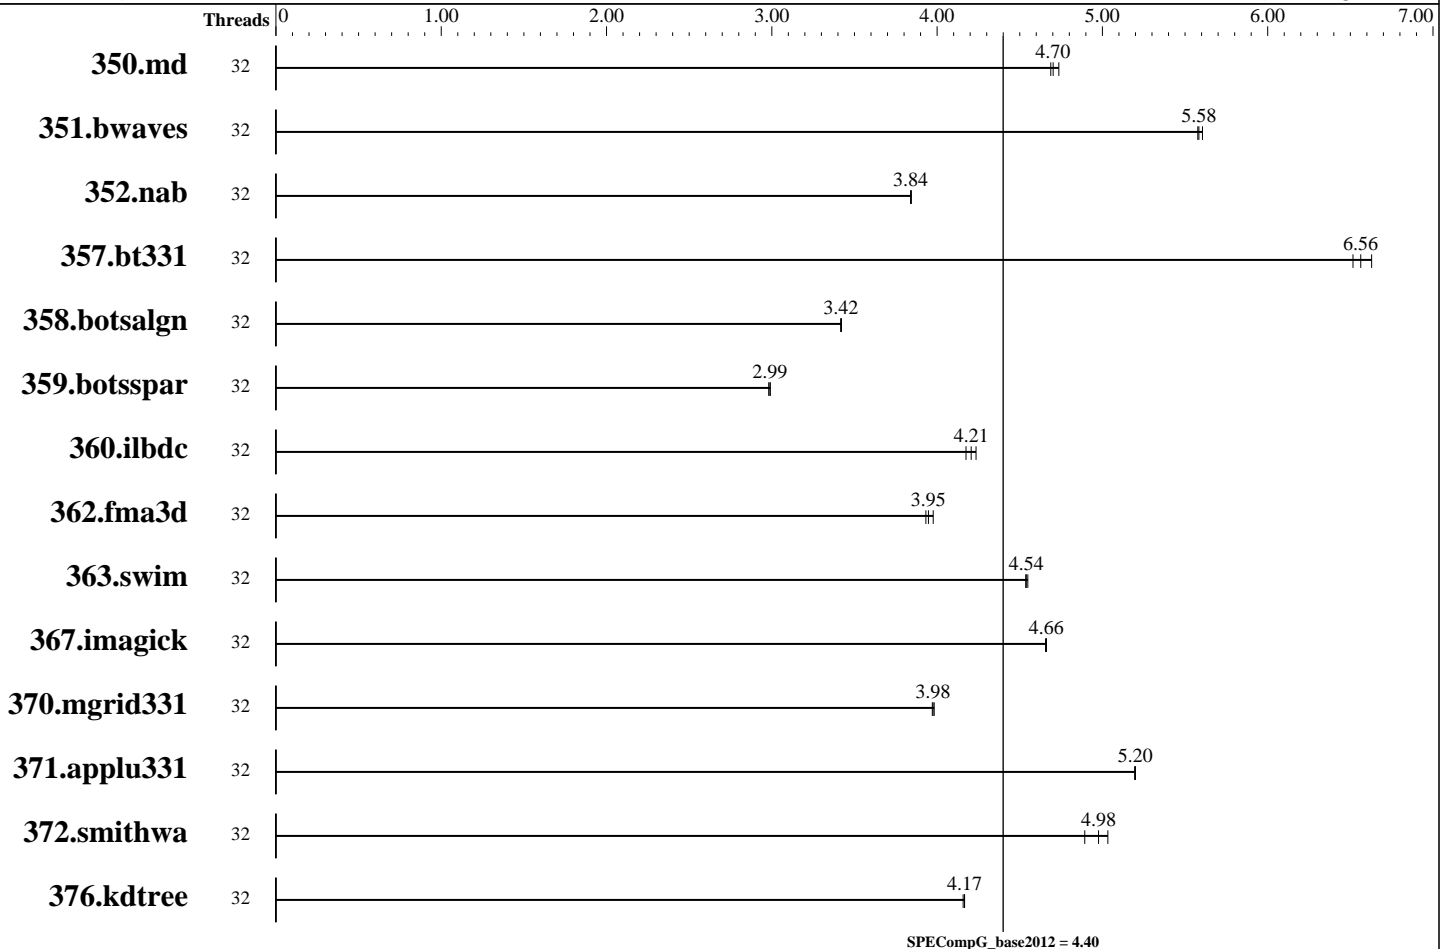 Threads 0 1.00 2.00 3.00 4.00 5.00 6.00 7.00
350.md 32 4.70
351.bwaves 32 5.58
352.nab 32 3.84
357.bt331 32 6.56
358.botsalgn 32 3.42
359.botsspar 32 2.99
360.ilbdc 32 4.21
362.fma3d 32 3.95
363.swim 32 4.54
367.imagick 32 4.66
370.mgrid331 32 3.98
371.applu331 32 5.20
372.smithwa 32 4.98
376.kdtree 32 4.17
SPECompG_base2012 = 4.40